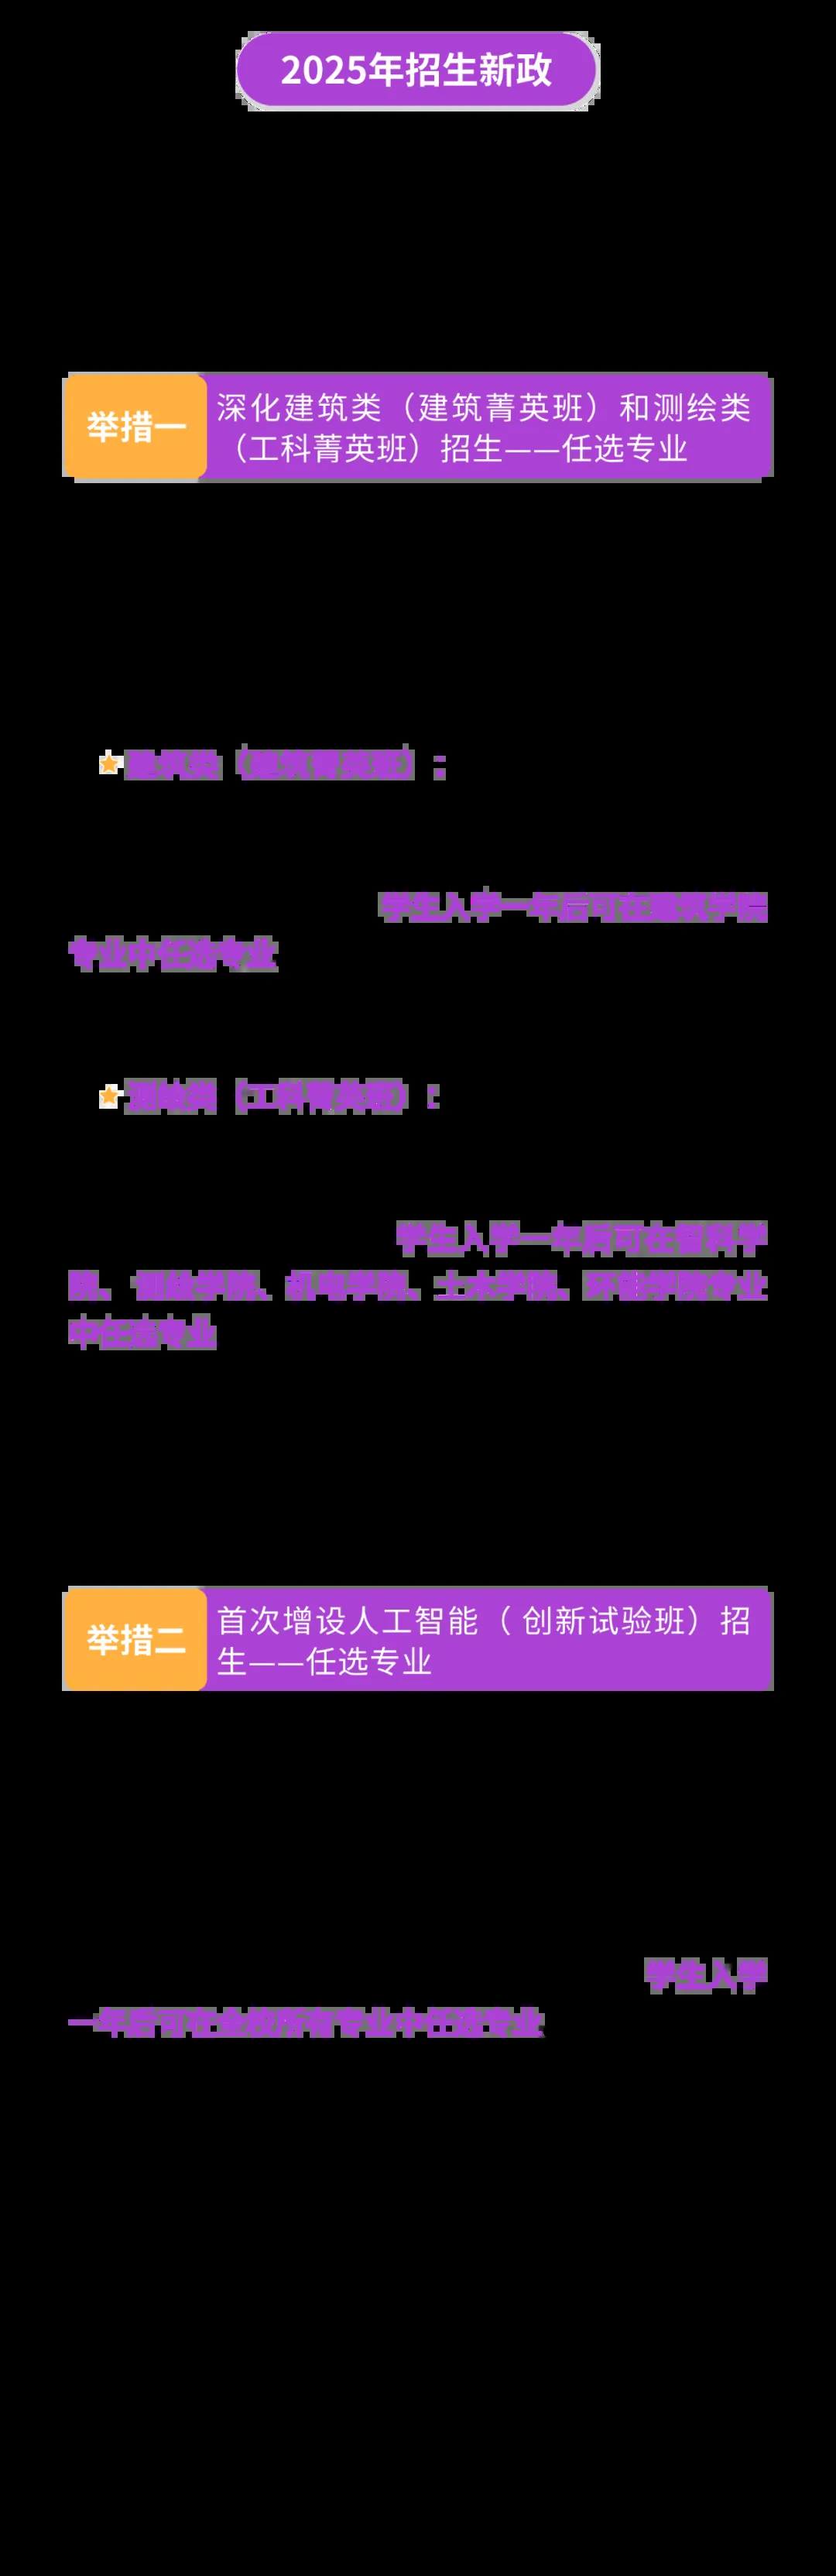 2025年招生新政
举措一
深化建筑类（建筑菁英班）和测绘类
（工科菁英班）招生——任选专业
建筑类（建筑菁英班）：
学生入学一年后可在建筑学院
专业中任选专业
测绘类（工科菁英班）：
学生入学一年后可在智科学
院、测绘学院、机电学院、土木学院、环能学院专业
中任选专业
举措二
首次增设人工智能（ 创新试验班）招
生——任选专业
学生入学
一年后可在全校所有专业中任选专业